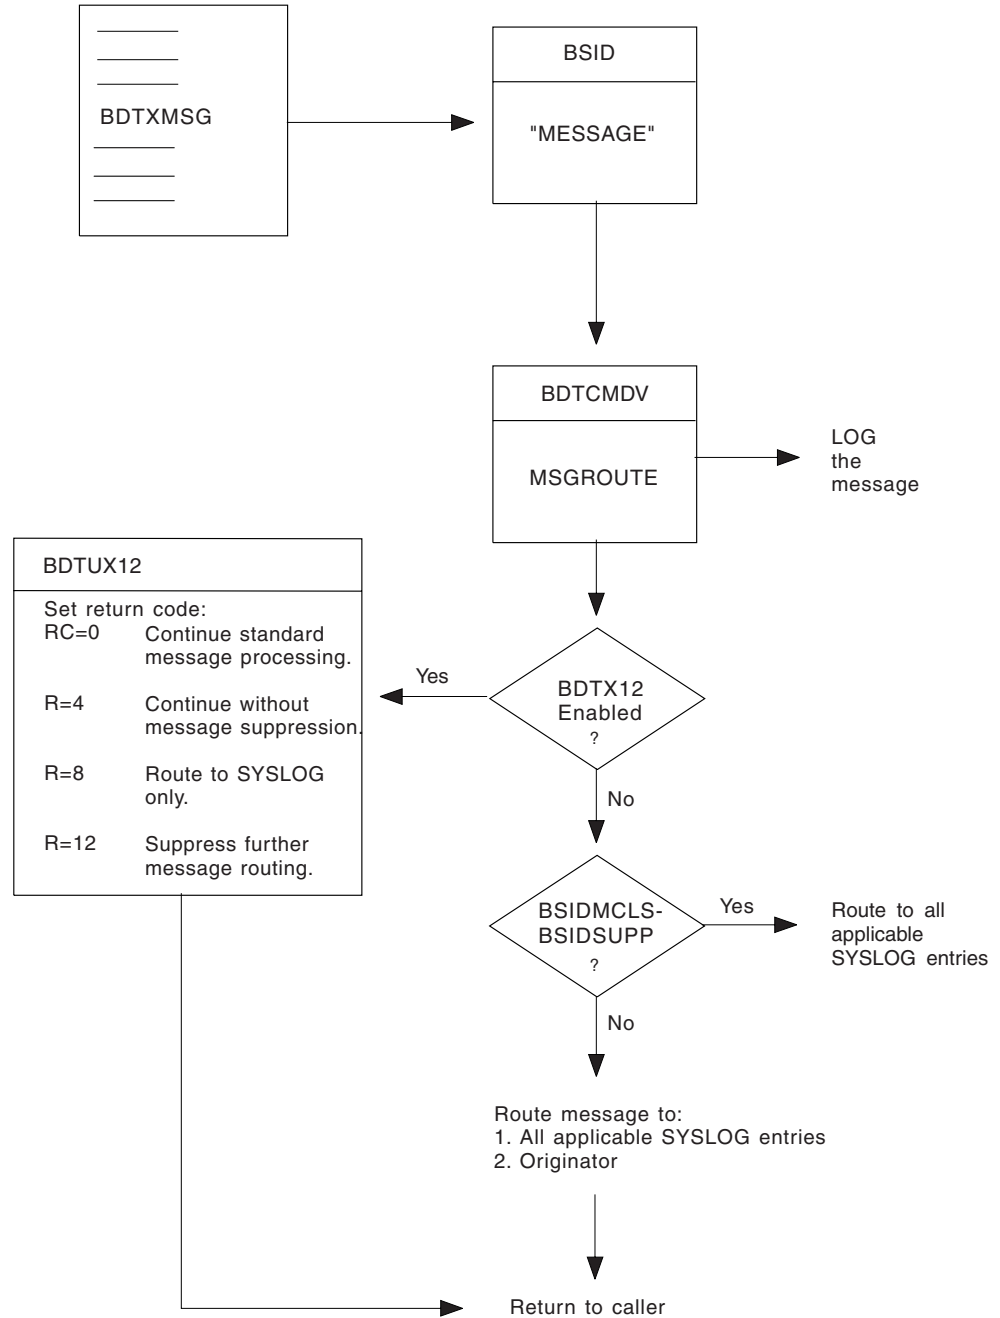 BDTXMSG
BSID
"MESSAGE"
BDTCMDV
MSGROUTE
LOG
the
message
BDTUX12
Set return code:
RC=0 Continue standard
message processing.
R=4 Continue without
message suppression.
R=8 Route to SYSLOG
only.
R=12 Suppress further
message routing.
Yes
BDTX12
Enabled
?
No
BSIDMCLS-
BSIDSUPP
?
Yes
Route to all
applicable
SYSLOG entries
No
Route message to:
1. All applicable SYSLOG entries
2. Originator
Return to caller